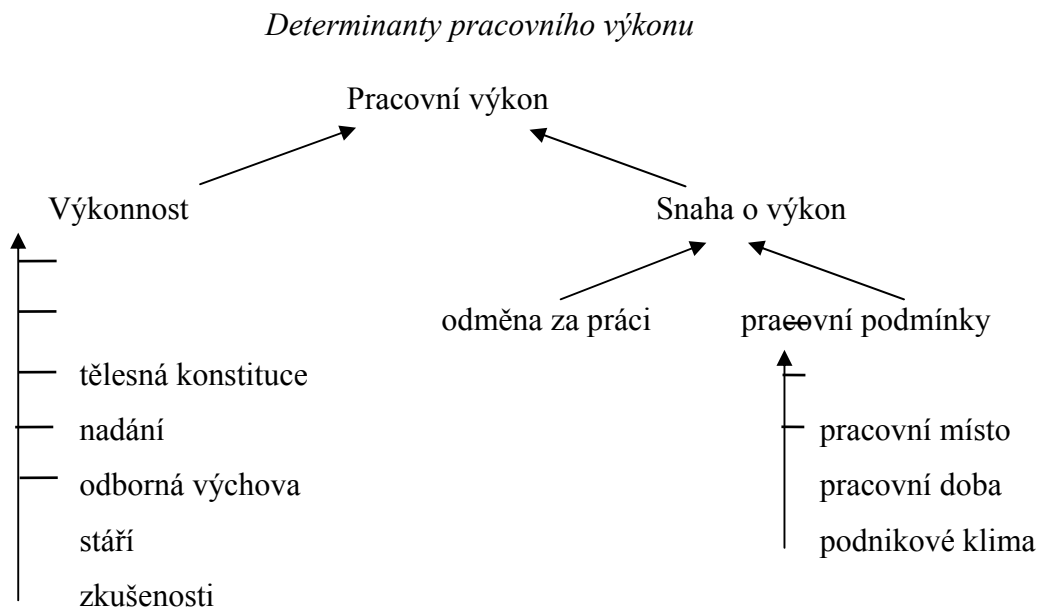 Determinanty pracovního výkonu
Pracovní výkon
Výkonnost
Snaha o výkon
odměna za práci
pracovní podmínky
tělesná konstituce
nadání
pracovní místo
odborná výchova
pracovní doba
stáří
podnikové klima
zkušenosti